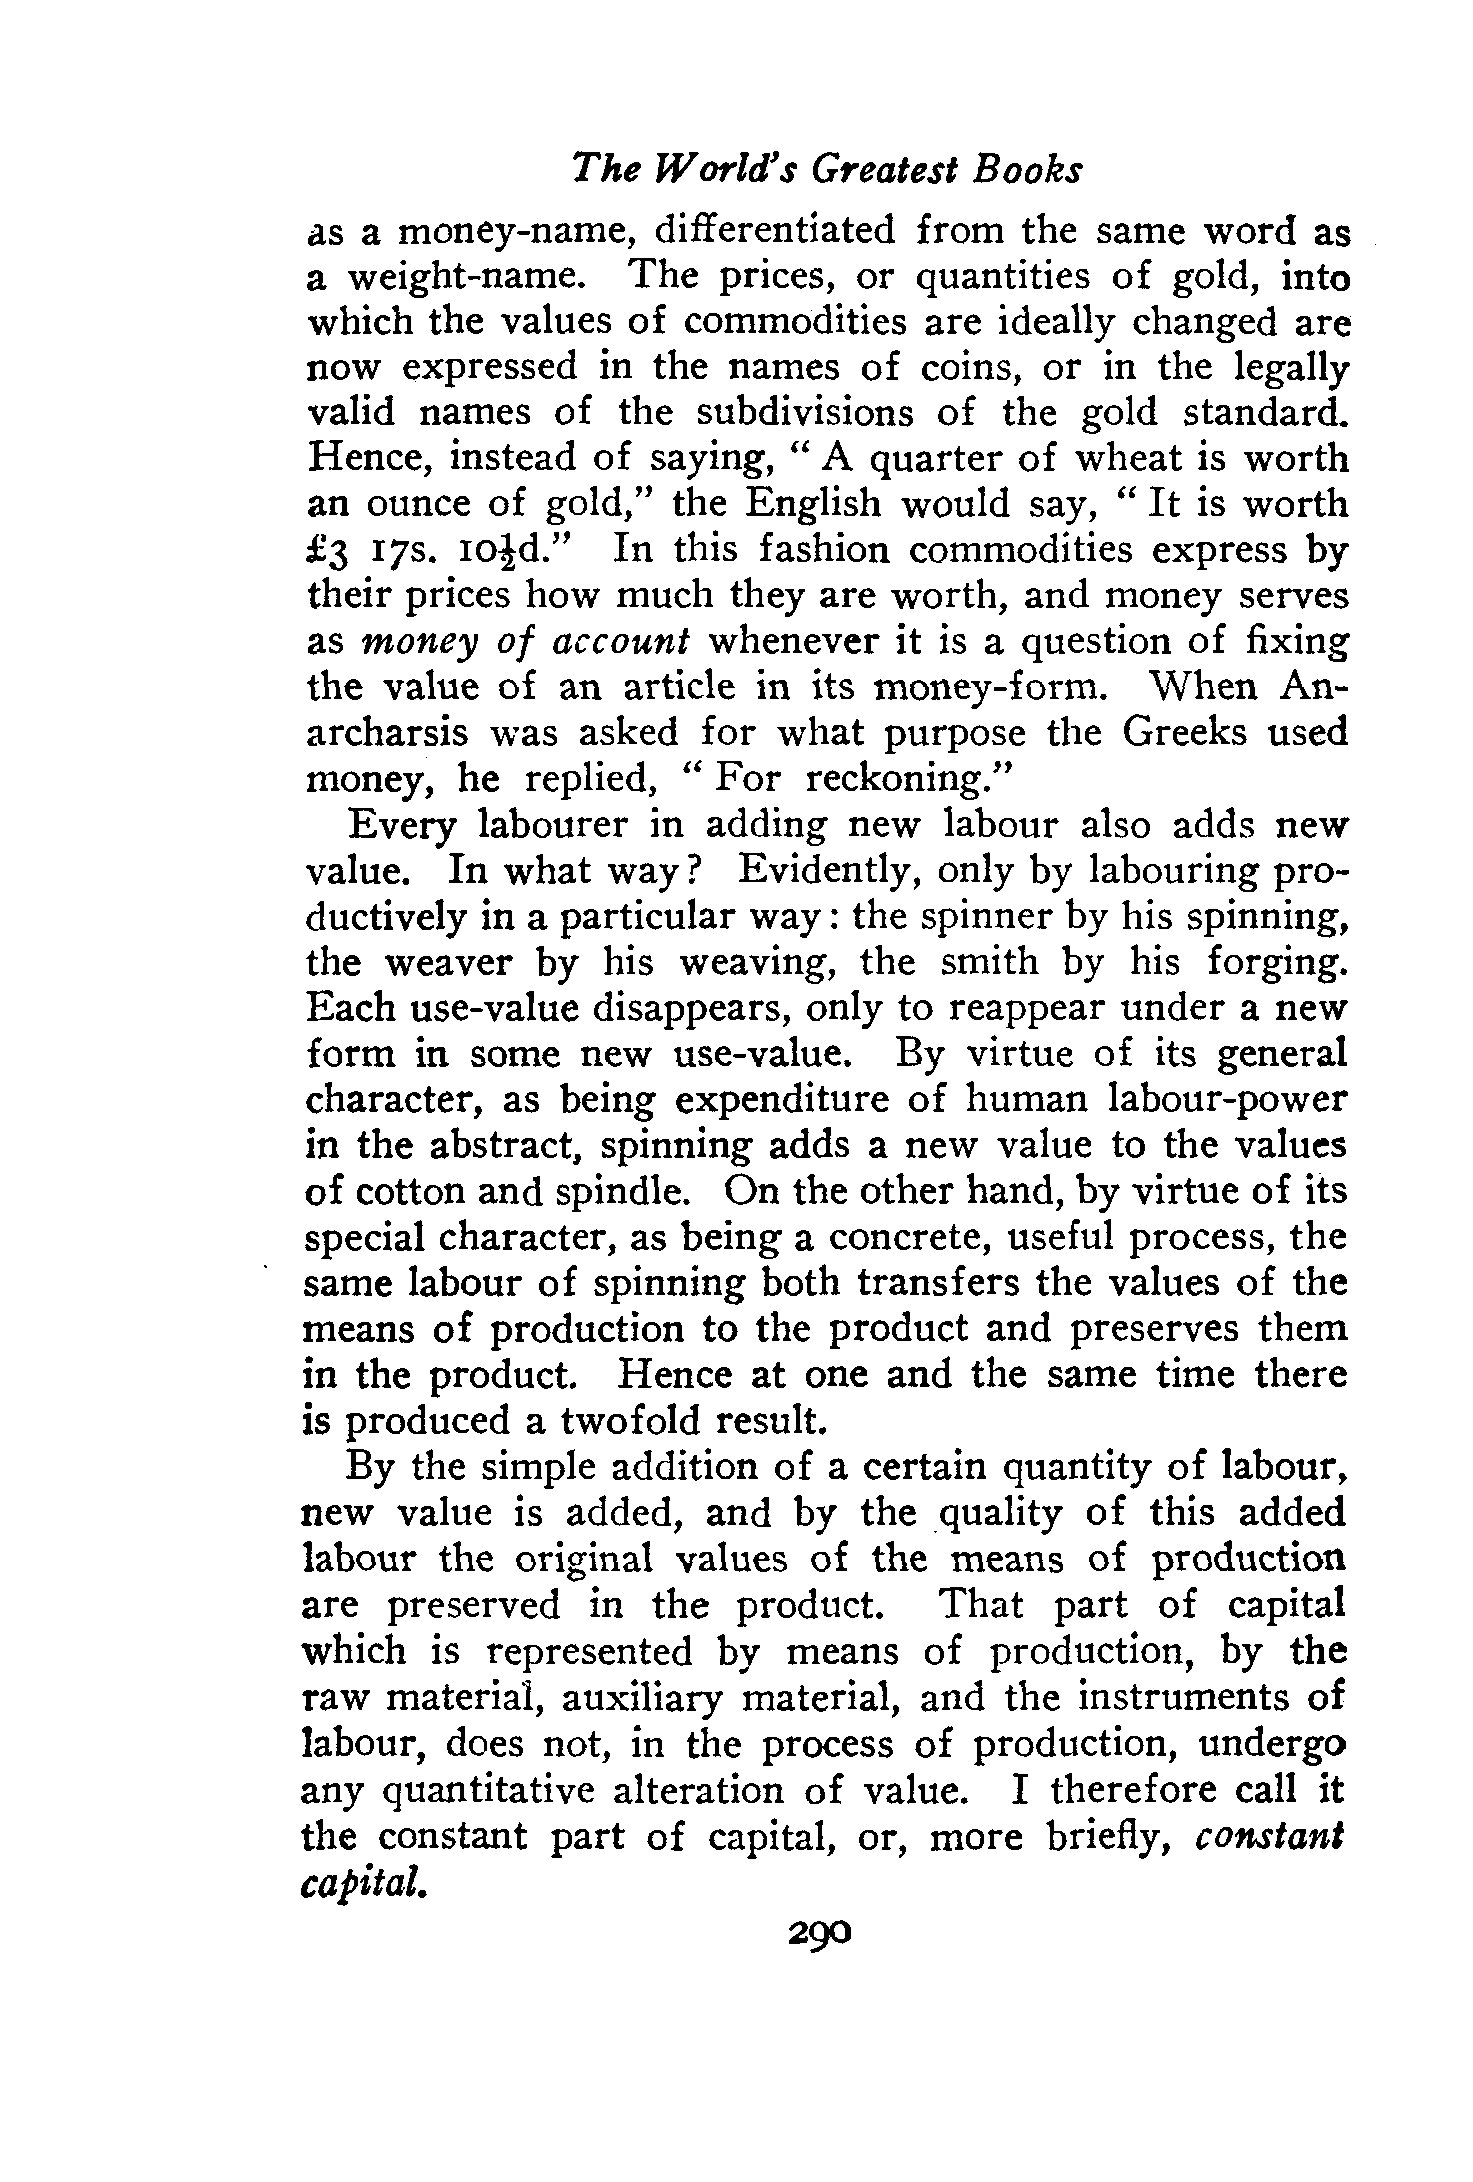 The World's Greatest Books
as a money-name, differentiated from the same word as
a weight-name. The prices, or quantities of gold, into
which the values of commodities are ideally changed are
now expressed in the names of coins, or in the legally
valid names of the subdivisions of the gold standard.
Hence, instead of saying, “ A quarter of wheat is worth
an ounce of gold,” the English would say, “ It is worth
£3 17s. 10½d.” In this fashion commodities express by
their prices how much they are worth, and money serves
as money of account whenever it is a question of fixing
the value of an article in its money-form. When An-
archarsis was asked for what purpose the Greeks used
money, he replied, “ For reckoning.”
Every labourer in adding new labour also adds new
value. In what way? Evidently, only by labouring pro-
ductively in a particular way: the spinner by his spinning,
the weaver by his weaving, the smith by his forging.
Each use-value disappears, only to reappear under a new
form in some new use-value. By virtue of its general
character, as being expenditure of human labour-power
in the abstract, spinning adds a new value to the values
of cotton and spindle. On the other hand, by virtue of its
special character, as being a concrete, useful process, the
same labour of spinning both transfers the values of the
means of production to the product and preserves them
in the product. Hence at one and the same time there
is produced a twofold result.
By the simple addition of a certain quantity of labour,
new value is added, and by the quality of this added
labour the original values of the means of production
are preserved in the product. That part of capital
which is represented by means of production, by the
raw material, auxiliary material, and the instruments of
labour, does not, in the process of production, undergo
any quantitative alteration of value. I therefore call it
the constant part of capital, or, more briefly, constant
capital.
290